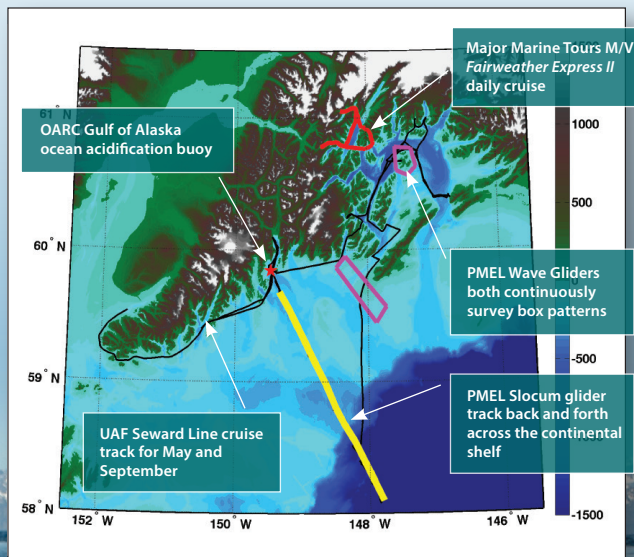 Major Marine Tours M/V
Fairweather Express II
daily cruise
OARC Gulf of Alaska
ocean acidification buoy
PMEL Wave Gliders
both continuously
survey box patterns
PMEL Slocum glider
track back and forth
across the continental
shelf
UAF Seward Line cruise
track for May and
September
61° N
60° N
59° N
58° N
152° W
150° W
148° W
146° W
1000
500
-500
-1500